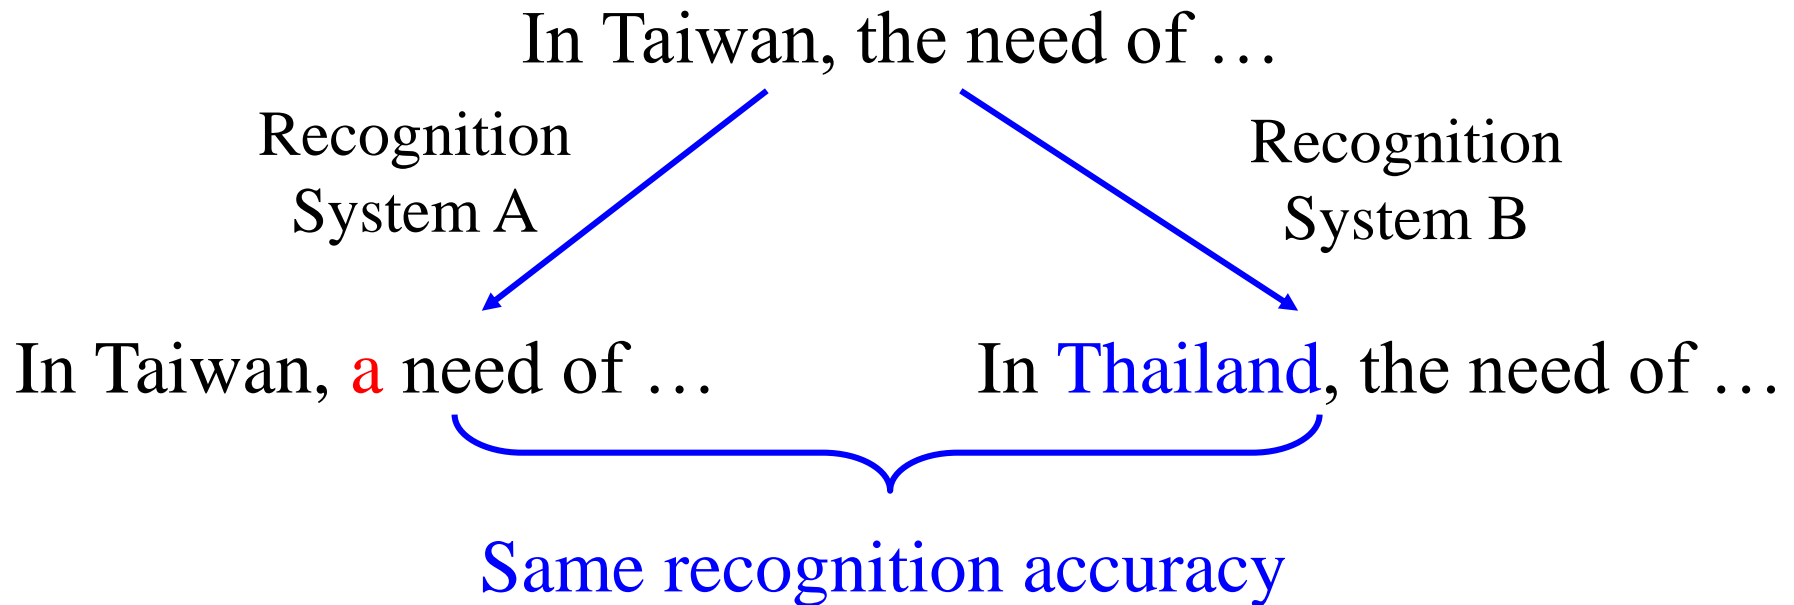 In Taiwan, the need of …
Recognition
System A
Recognition
System B
In Taiwan, a need of …
In Thailand, the need of …
Same recognition accuracy